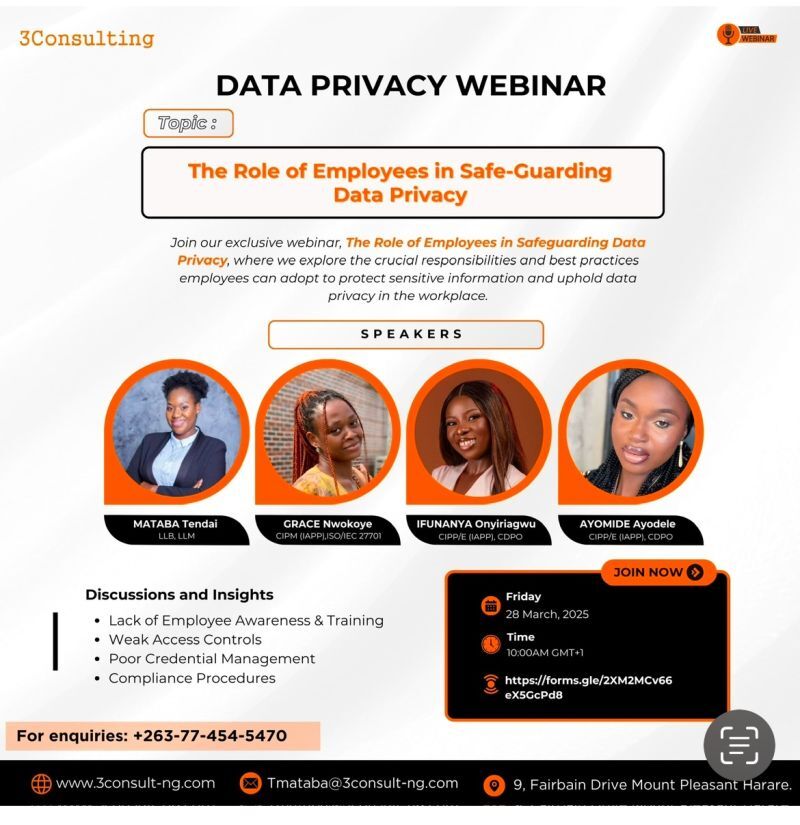 3Consulting
LIVE
WEBINAR
DATA PRIVACY WEBINAR
Topic :
The Role of Employees in Safe-Guarding
Data Privacy
Join our exclusive webinar, The Role of Employees in Safeguarding Data
Privacy, where we explore the crucial responsibilities and best practices
employees can adopt to protect sensitive information and uphold data
privacy in the workplace.
SPEAKERS
MATABA Tendai
LLB, LLM
GRACE Nwokoye
CIPM (IAPP),ISO/IEC 27701
IFUNANYA Onyiriagwu
CIPP/E (IAPP), CDPO
AYOMIDE Ayodele
CIPP/E (IAPP), CDPO
Discussions and Insights
• Lack of Employee Awareness & Training
• Weak Access Controls
• Poor Credential Management
• Compliance Procedures
JOIN NOW
Friday
28 March, 2025
Time
10:00AM GMT+1
https://forms.gle/2XM2MCv66
eX5GcPd8
For enquiries: +263-77-454-5470
www.3consult-ng.com
Tmataba@3consult-ng.com
9, Fairbain Drive Mount Pleasant Harare.